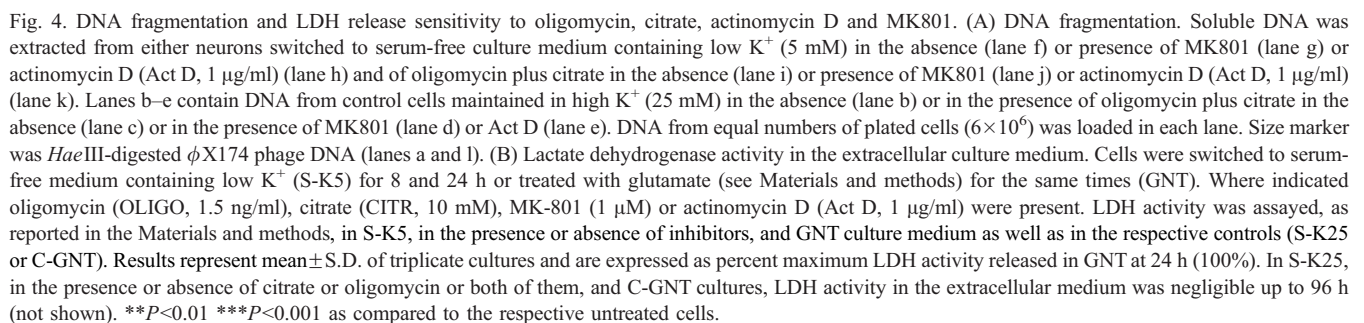 Fig. 4. DNA fragmentation and LDH release sensitivity to oligomycin, citrate, actinomycin D and MK801. (A) DNA fragmentation. Soluble DNA was
extracted from either neurons switched to serum-free culture medium containing low K⁺ (5 mM) in the absence (lane f) or presence of MK801 (lane g) or
actinomycin D (Act D, 1 μg/ml) (lane h) and of oligomycin plus citrate in the absence (lane i) or presence of MK801 (lane j) or actinomycin D (Act D, 1 μg/ml)
(lane k). Lanes b–e contain DNA from control cells maintained in high K⁺ (25 mM) in the absence (lane b) or in the presence of oligomycin plus citrate in the
absence (lane c) or in the presence of MK801 (lane d) or Act D (lane e). DNA from equal numbers of plated cells (6×10⁶) was loaded in each lane. Size marker
was HaeIII-digested ϕX174 phage DNA (lanes a and l). (B) Lactate dehydrogenase activity in the extracellular culture medium. Cells were switched to serum-
free medium containing low K⁺ (S-K5) for 8 and 24 h or treated with glutamate (see Materials and methods) for the same times (GNT). Where indicated
oligomycin (OLIGO, 1.5 ng/ml), citrate (CITR, 10 mM), MK-801 (1 μM) or actinomycin D (Act D, 1 μg/ml) were present. LDH activity was assayed, as
reported in the Materials and methods, in S-K5, in the presence or absence of inhibitors, and GNT culture medium as well as in the respective controls (S-K25
or C-GNT). Results represent mean±S.D. of triplicate cultures and are expressed as percent maximum LDH activity released in GNT at 24 h (100%). In S-K25,
in the presence or absence of citrate or oligomycin or both of them, and C-GNT cultures, LDH activity in the extracellular medium was negligible up to 96 h
(not shown). **P<0.01 ***P<0.001 as compared to the respective untreated cells.